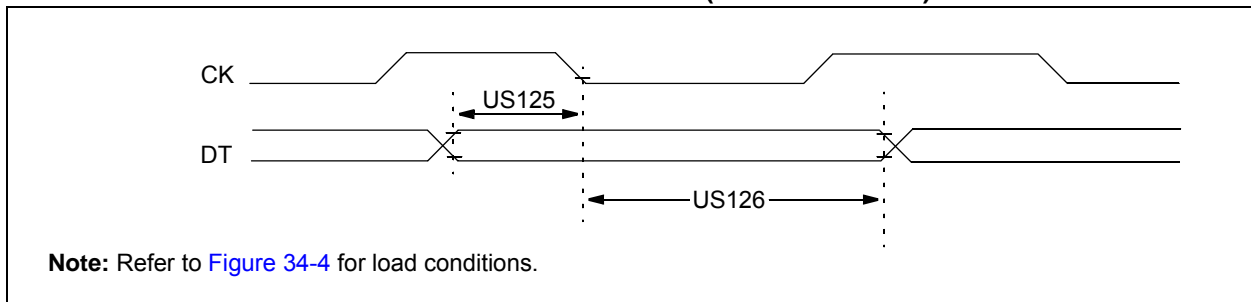 CK
US125
DT
US126
Note: Refer to Figure 34-4 for load conditions.